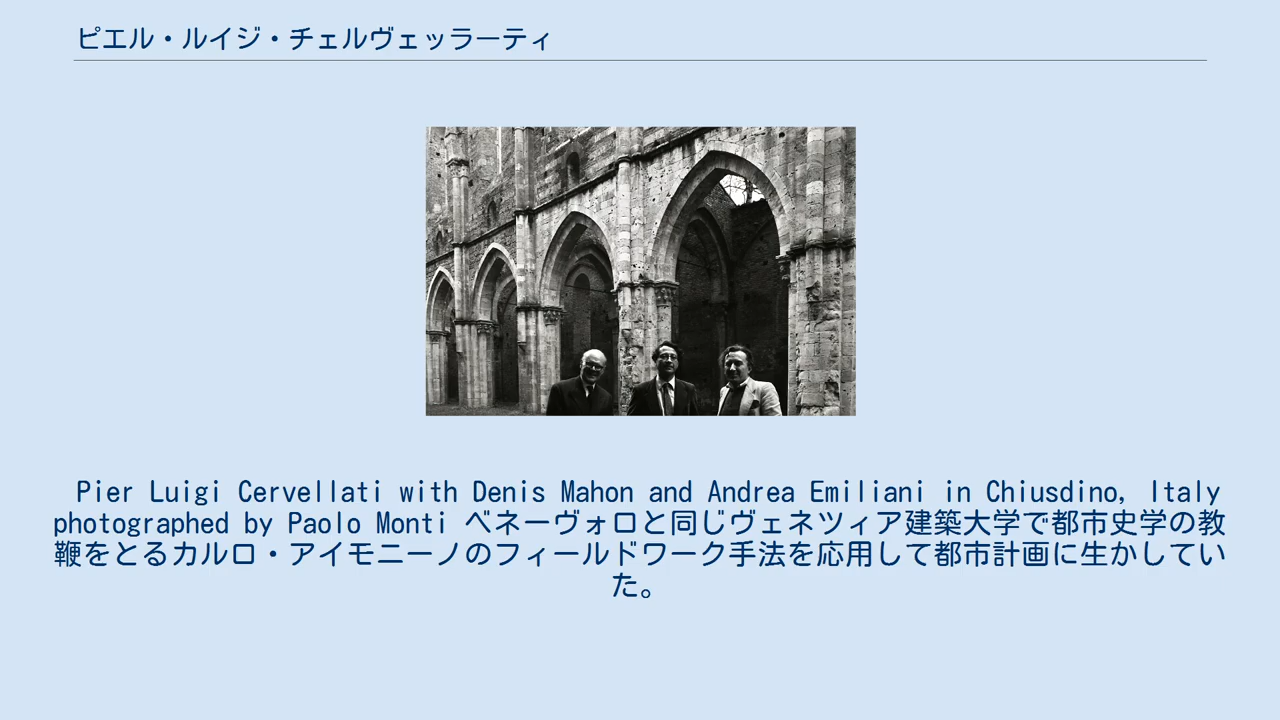 ピエル・ルイジ・チェルヴェッラーティ
Pier Luigi Cervellati with Denis Mahon and Andrea Emiliani in Chiusdino, Italy
photographed by Paolo Monti ベネーヴォロと同じヴェネツィア建築大学で都市史学の教
鞭をとるカルロ・アイモニーノのフィールドワーク手法を応用して都市計画に生かしてい
た。